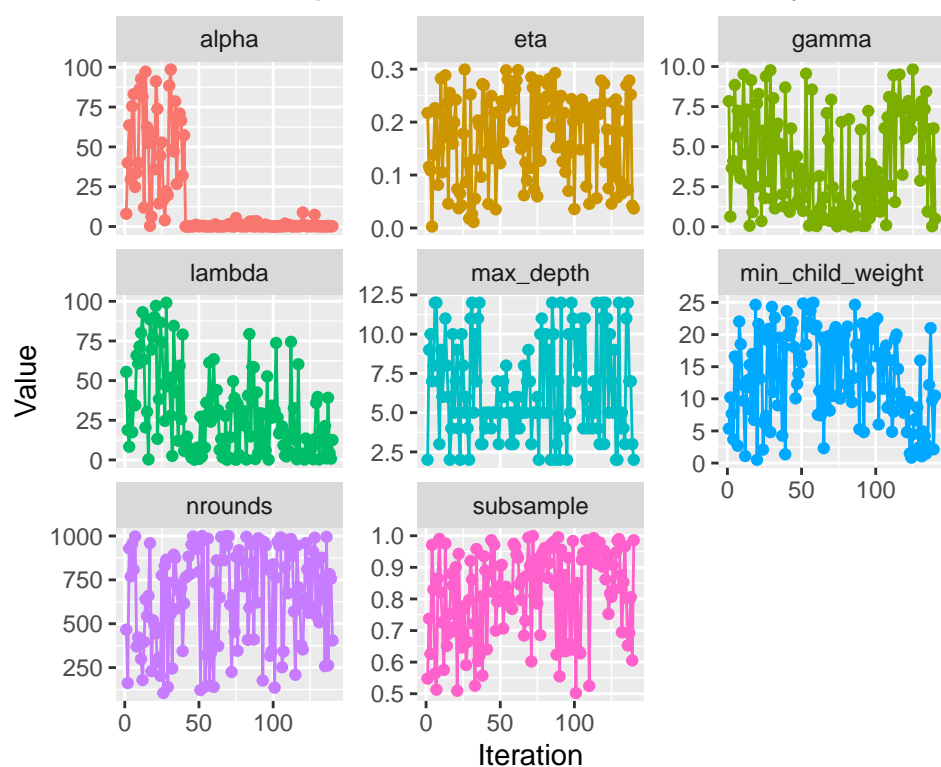 alpha eta gamma
100 0.3 10.0
75 0.2 7.5
50 5.0
25 0.1 2.5
0 0.0 0.0
lambda max_depth min_child_weight
100 12.5 25
75 10.0 20
50 7.5 15
25 5.0 10
0 2.5 5
0
0 50 100
nrounds subsample
1000 1.0
750 0.9
500 0.8
250 0.7
0.6
0.5
0 50 100 0 50 100
Value
Iteration